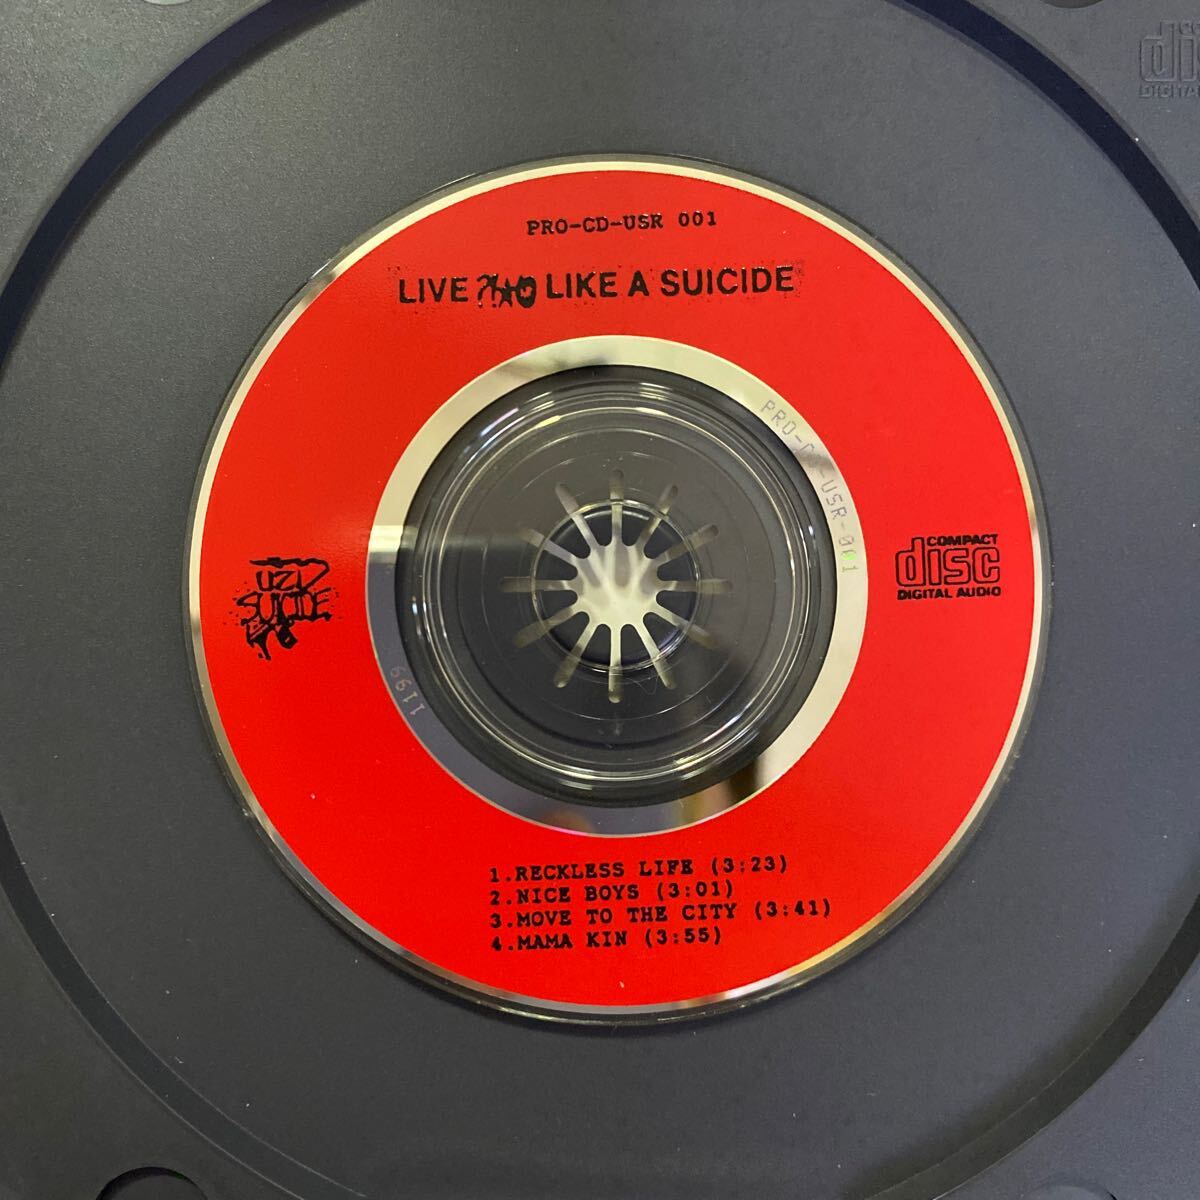 PRO-CD-USR 001
LIVE ?!★@ LIKE A SUICIDE
PRO-CD-USR-001
UZI
SUICIDE
COMPACT
disc
DIGITAL AUDIO
1199
1.RECKLESS LIFE (3:23)
2.NICE BOYS (3:01)
3.MOVE TO THE CITY (3:41)
4.MAMA KIN (3:55)